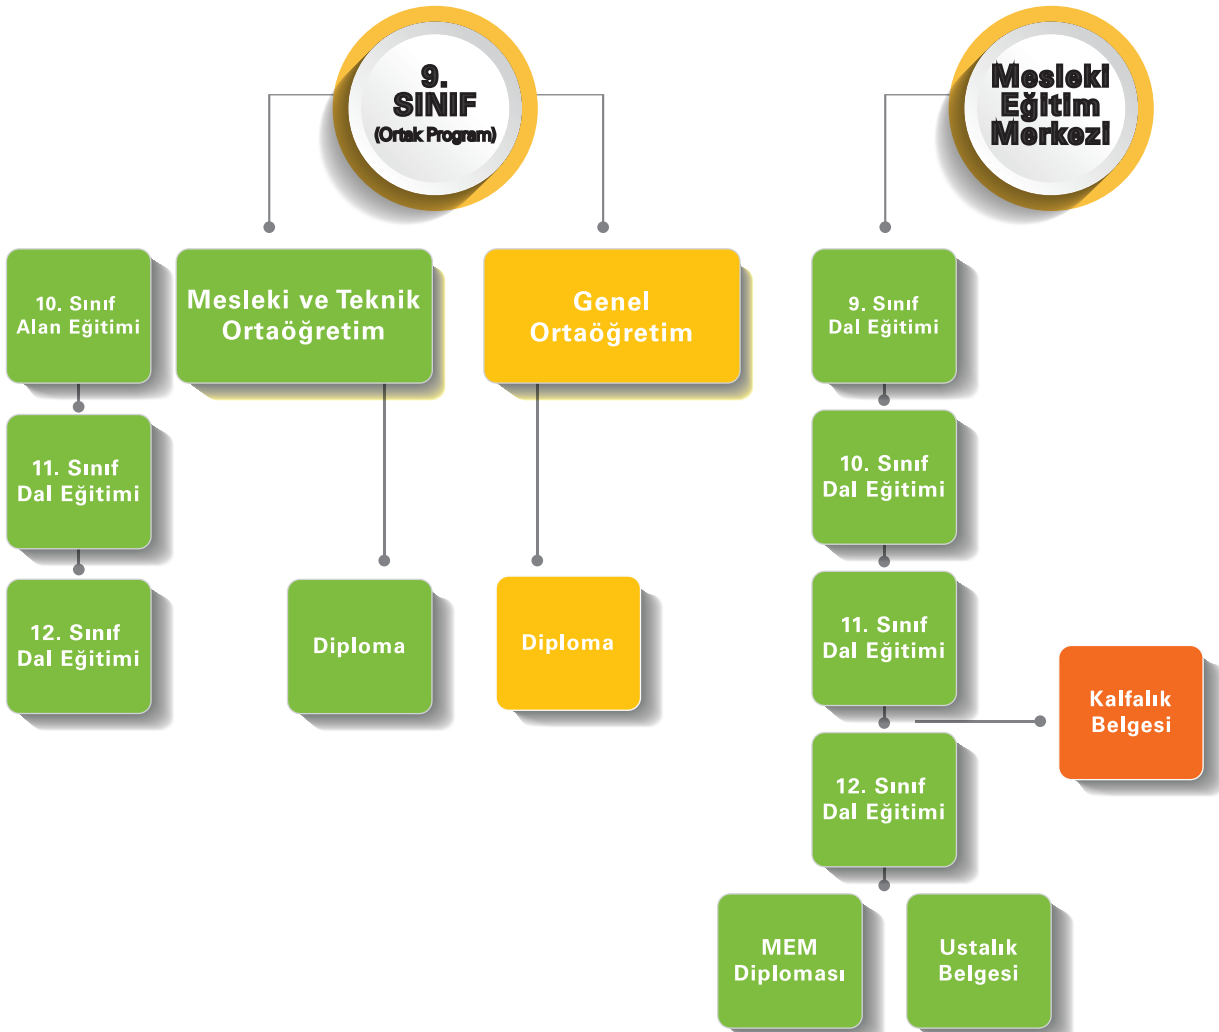 9.
SINIF
(Ortak Program)
Mesleki
Eğitim
Merkezi
10. Sınıf
Alan Eğitimi
Mesleki ve Teknik
Ortaöğretim
Genel
Ortaöğretim
9. Sınıf
Dal Eğitimi
11. Sınıf
Dal Eğitimi
10. Sınıf
Dal Eğitimi
12. Sınıf
Dal Eğitimi
Diploma
Diploma
11. Sınıf
Dal Eğitimi
Kalfalık
Belgesi
12. Sınıf
Dal Eğitimi
MEM
Diploması
Ustalık
Belgesi